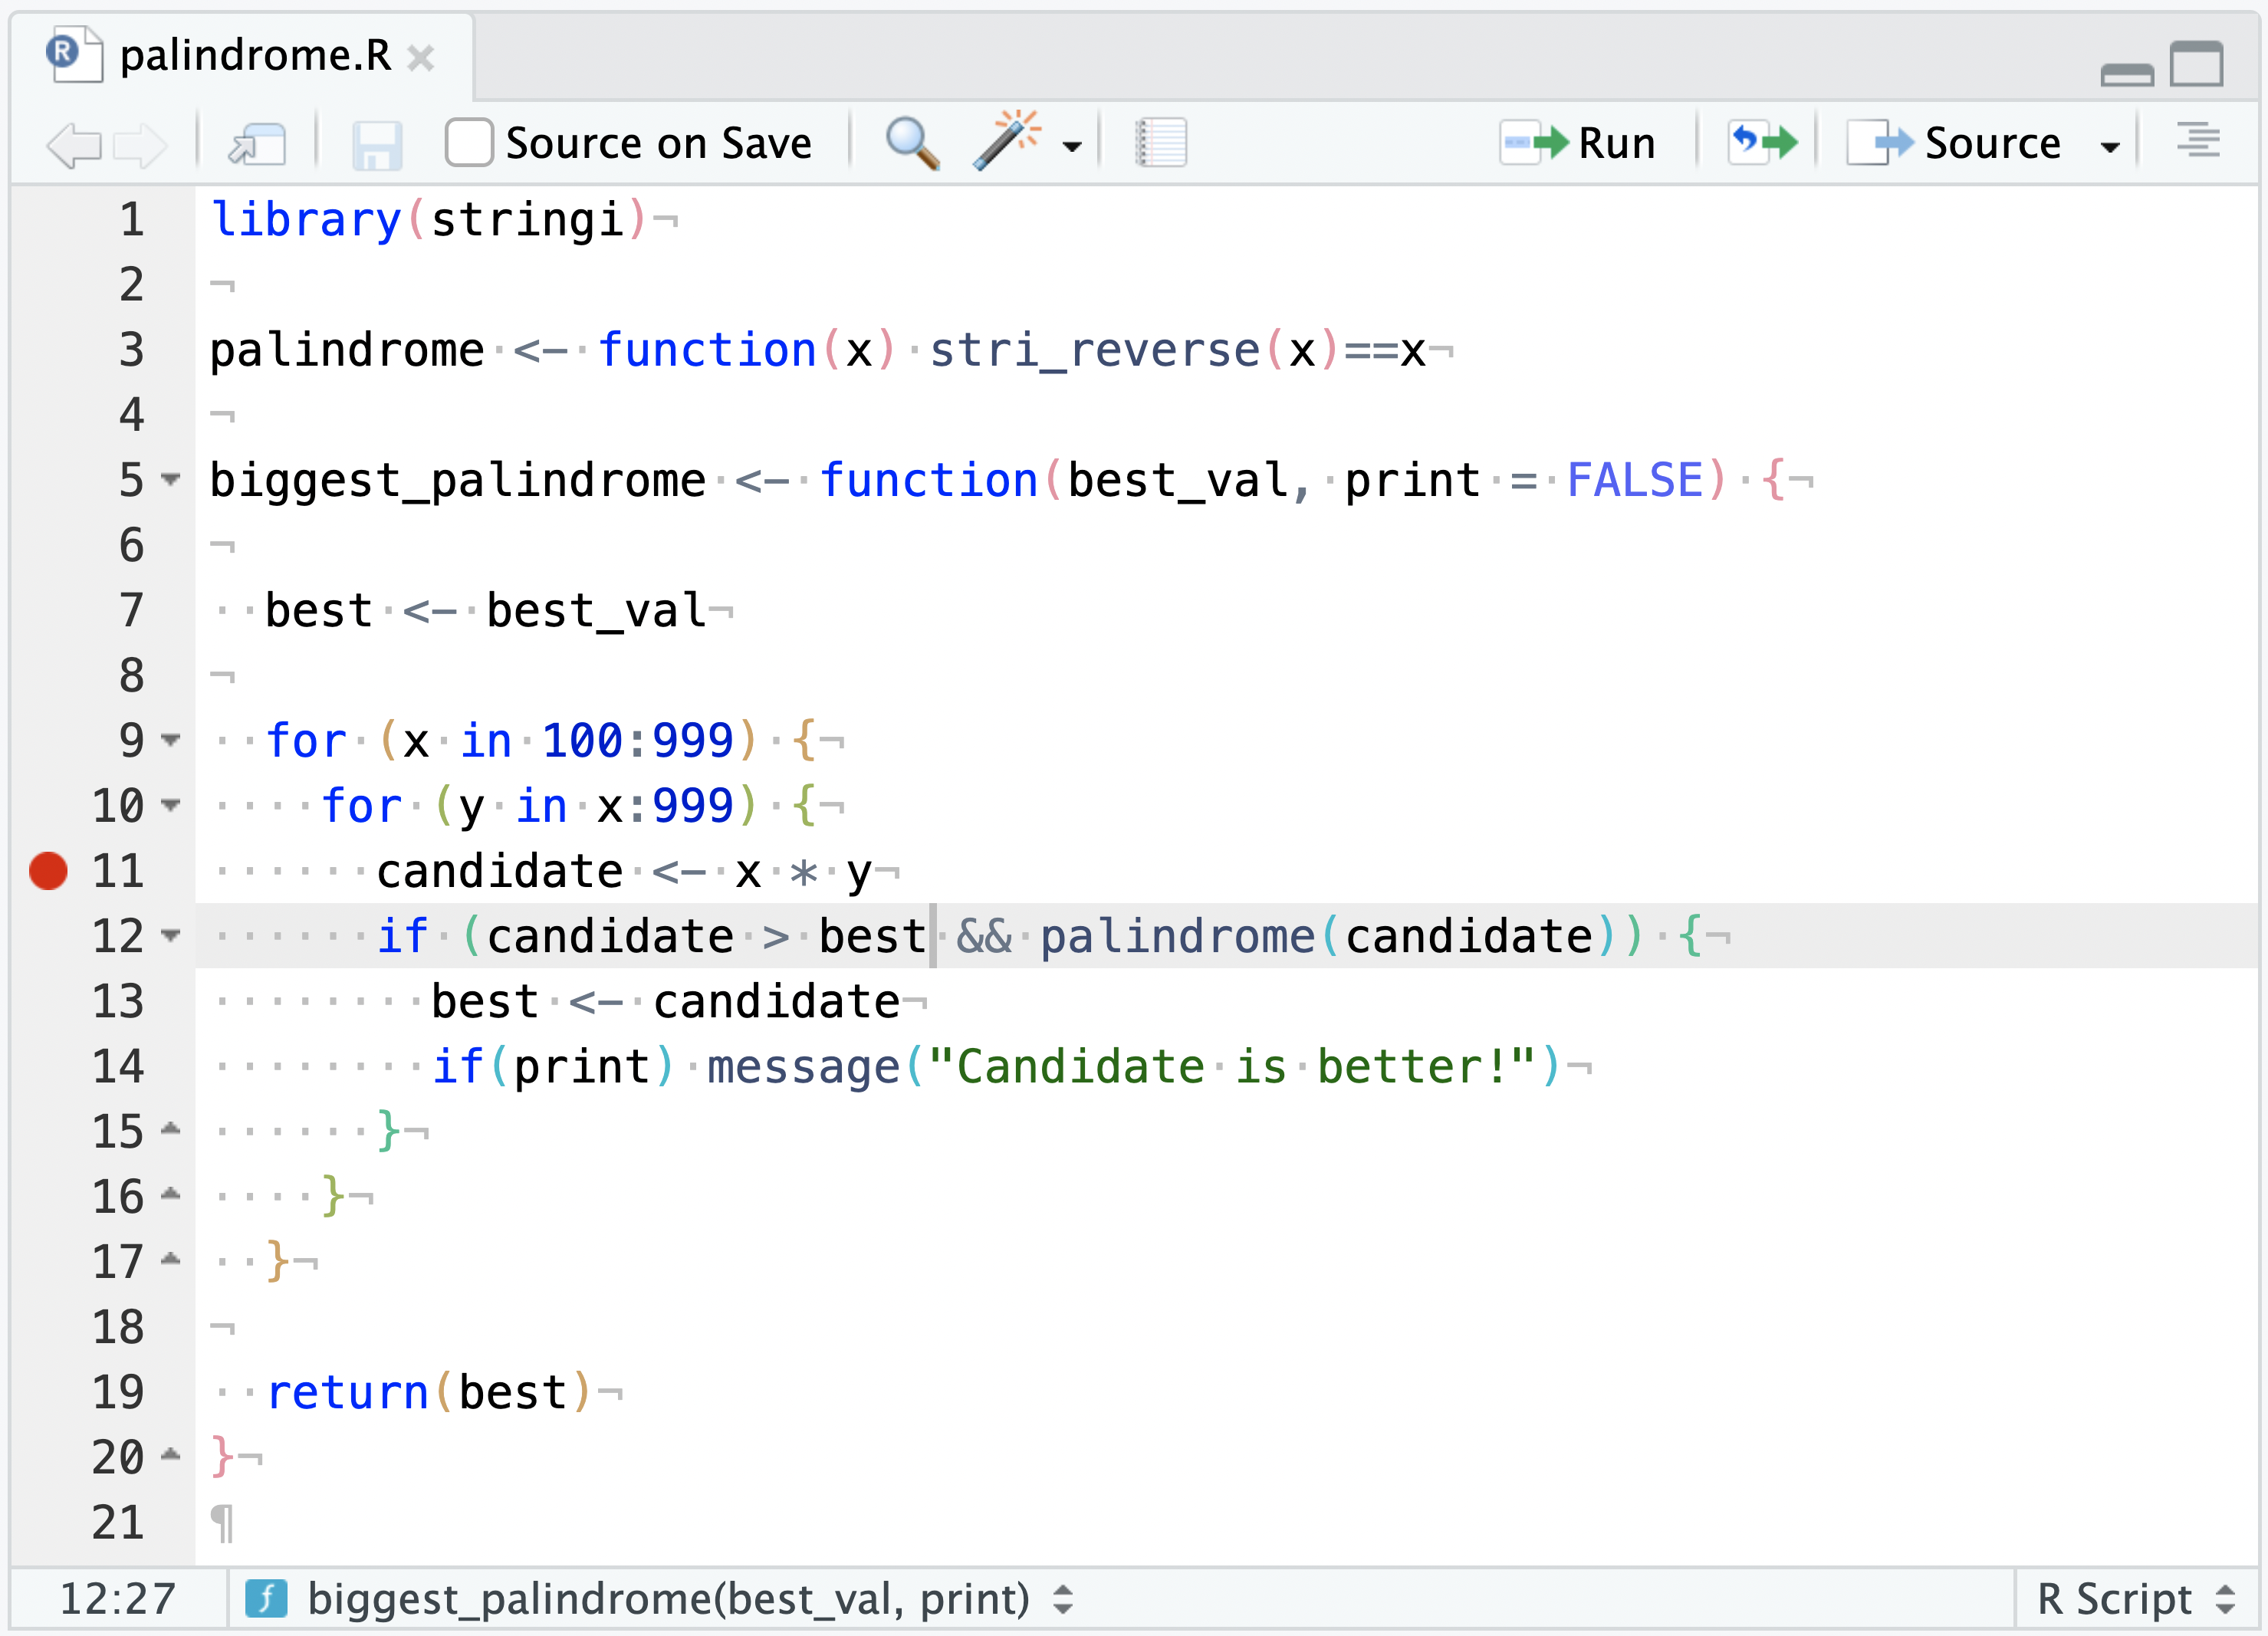 palindrome.R
Source on Save Run Source
1 library(stringi)¬
2 ¬
3 palindrome·<-·function(x)·stri_reverse(x)==x¬
4 ¬
5 biggest_palindrome·<-·function(best_val,·print·=·FALSE)·{¬
6 ¬
7 ··best·<-·best_val¬
8 ¬
9 ··for·(x·in·100:999)·{¬
10 ····for·(y·in·x:999)·{¬
11 ······candidate·<-·x·*·y¬
12 ······if·(candidate·>·best·&&·palindrome(candidate))·{¬
13 ········best·<-·candidate¬
14 ········if(print)·message("Candidate·is·better!")¬
15 ······}¬
16 ····}¬
17 ··}¬
18 ¬
19 ··return(best)¬
20 }¬
21 ¶
12:27 biggest_palindrome(best_val, print) R Script